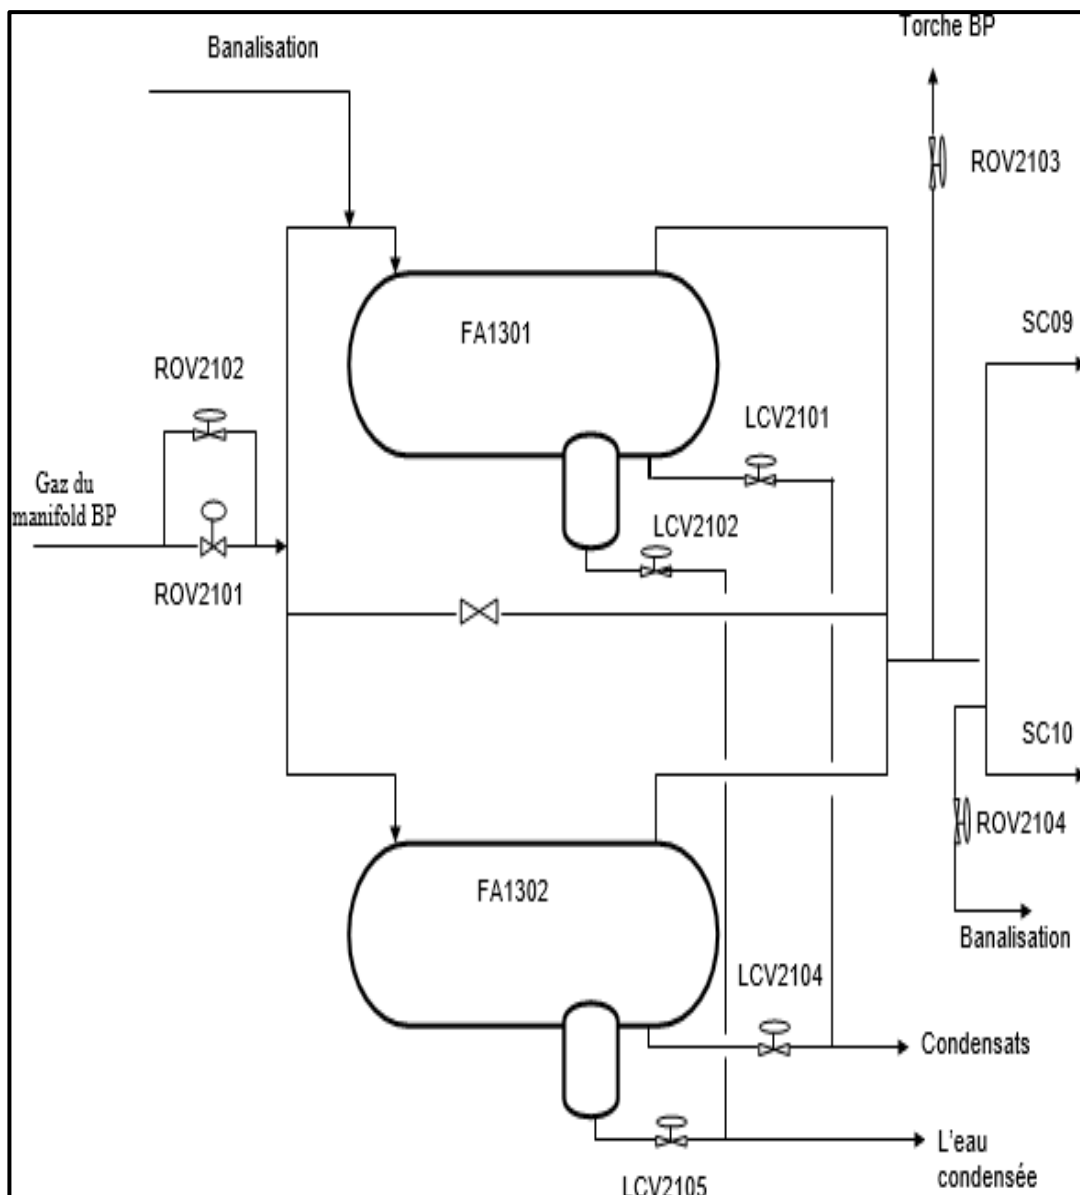 Torche BP
Banalisation
ROV2103
SC09
FA1301
ROV2102
LCV2101
Gaz du
manifold BP
LCV2102
ROV2101
SC10
ROV2104
FA1302
Banalisation
LCV2104
Condensats
L'eau
condensée
LCV2105